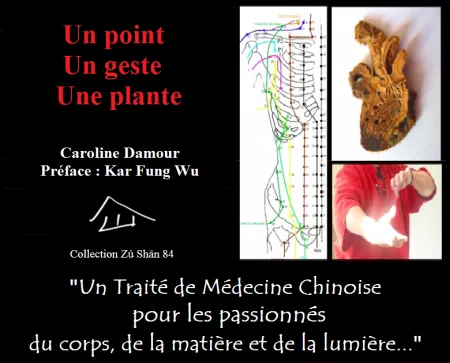 Un point
Un geste
Une plante
Caroline Damour
Préface : Kar Fung Wu
Collection Zú Shān 84
"Un Traité de Médecine Chinoise
pour les passionnés
du corps, de la matière et de la lumière..."